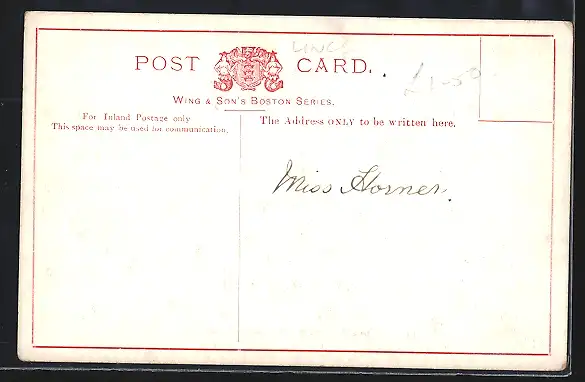 LINCS
POST CARD.
£1-50
WING & SON'S BOSTON SERIES.
For Inland Postage only
This space may be used for communication.
The Address ONLY to be written here.
Miss Horner.